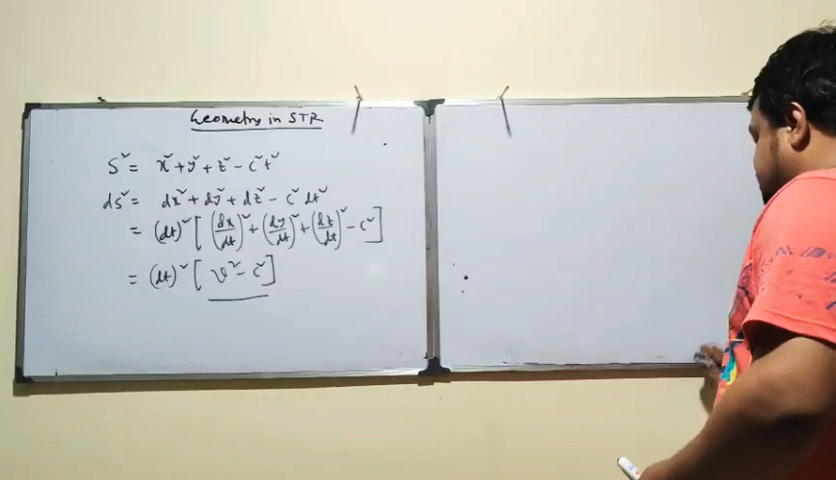 Geometry in STR
S² = x² + y² + z² - c²t²
ds² = dx² + dy² + dz² - c² dt²
= (dt)² [ (dx/dt)² + (dy/dt)² + (dz/dt)² - c² ]
= (dt)² [ v² - c² ]